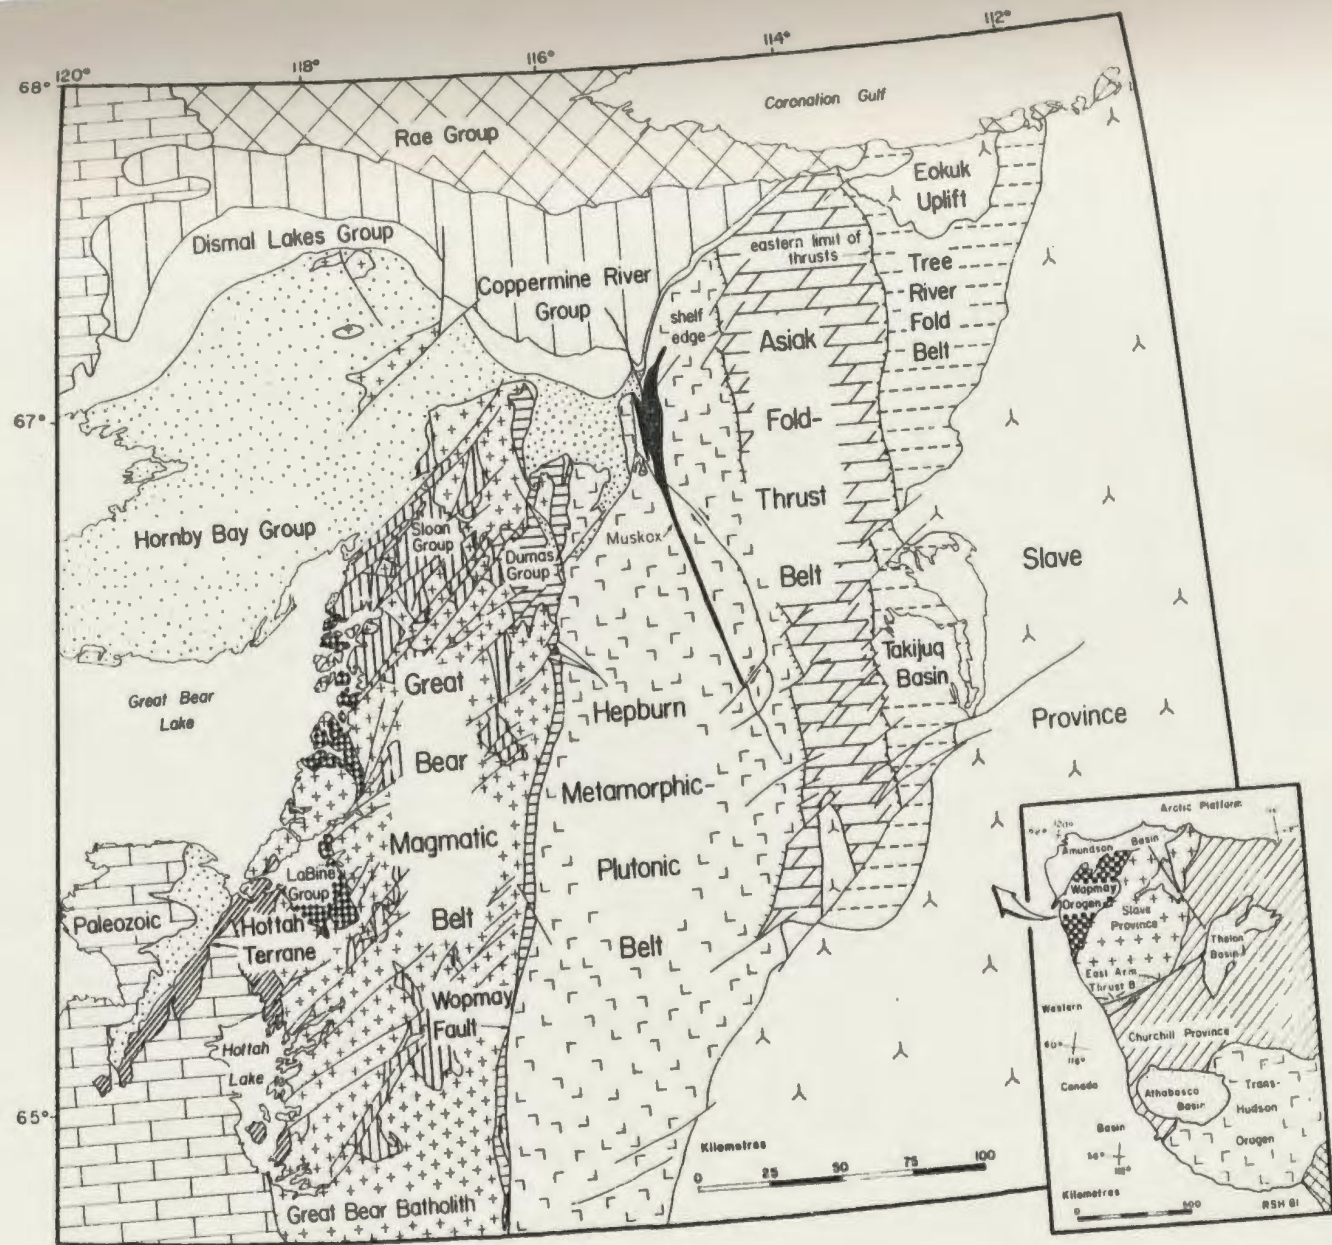 120°
118°
116°
114°
112°
68°
Coronation Gulf
Rae Group
Eokuk
Uplift
Dismal Lakes Group
eastern limit of
thrusts
Tree
River
Fold
Belt
Coppermine River
Group
shelf
edge
Asiak
Fold-
Thrust
Belt
67°
Hornby Bay Group
Sloan
Group
Dumas
Group
Muskox
Slave
Province
Takijuq
Basin
Great Bear
Lake
Great
Bear
Magmatic
Belt
Hepburn
Metamorphic-
Plutonic
Belt
LaBine
Group
Paleozoic
Hottah
Terrane
Wopmay
Fault
Hottah
Lake
65°
Great Bear Batholith
Kilometres
0 25 50 75 100
Arctic Platform
Amundson Basin
Wopmay
Orogen
Slave
Province
Thelon
Basin
East Arm
Thrust B.
Western
Churchill Province
60°
116°
Canada
Athabasca
Basin
Trans-
Hudson
Orogen
Basin
Kilometres
0 500
RSH 81